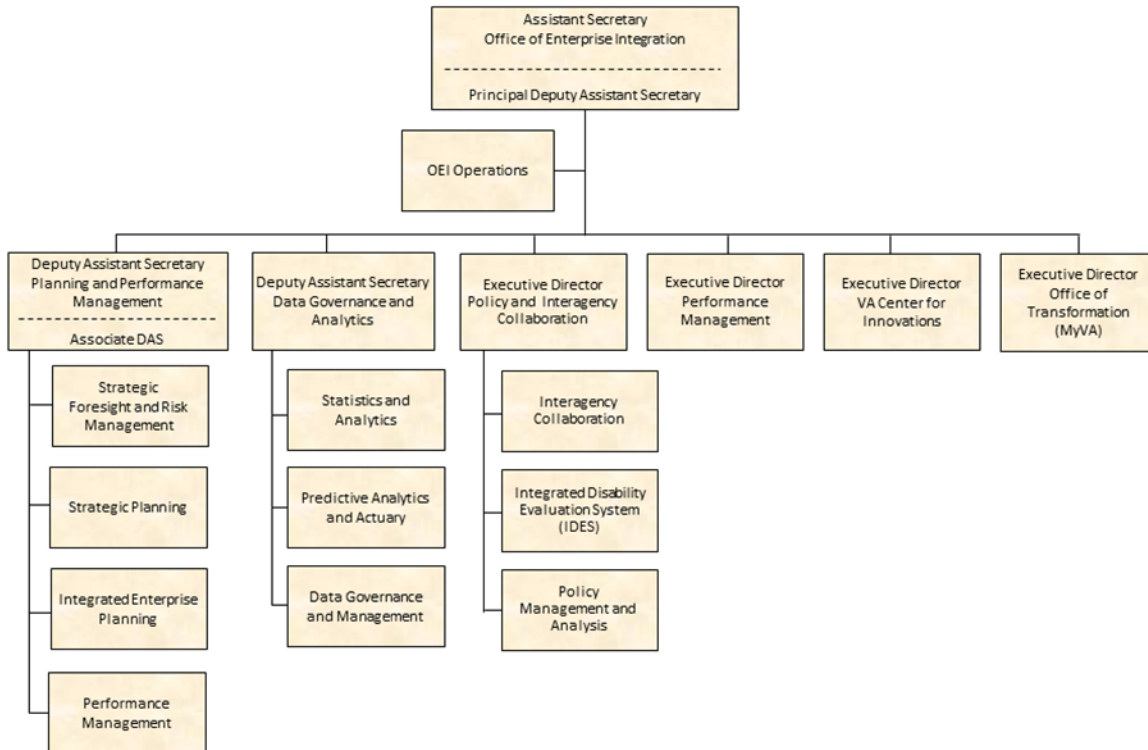 Assistant Secretary
Office of Enterprise Integration
Principal Deputy Assistant Secretary
OEI Operations
Deputy Assistant Secretary
Planning and Performance
Management
Associate DAS
Deputy Assistant Secretary
Data Governance and
Analytics
Executive Director
Policy and Interagency
Collaboration
Executive Director
Performance
Management
Executive Director
VA Center for
Innovations
Executive Director
Office of
Transformation
(MyVA)
Strategic
Foresight and Risk
Management
Strategic Planning
Integrated Enterprise
Planning
Performance
Management
Statistics and
Analytics
Predictive Analytics
and Actuary
Data Governance
and Management
Interagency
Collaboration
Integrated Disability
Evaluation System
(IDES)
Policy
Management and
Analysis